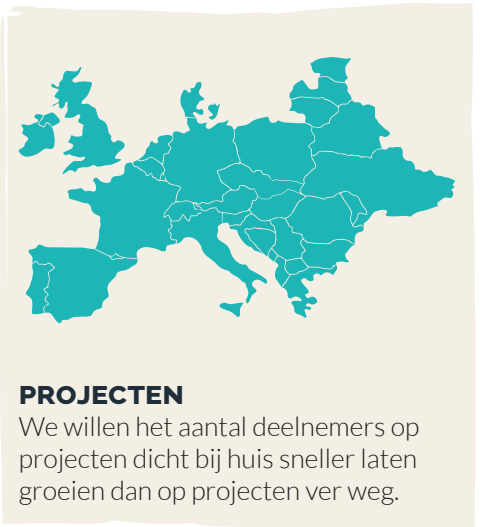 PROJECTEN
We willen het aantal deelnemers op
projecten dicht bij huis sneller laten
groeien dan op projecten ver weg.